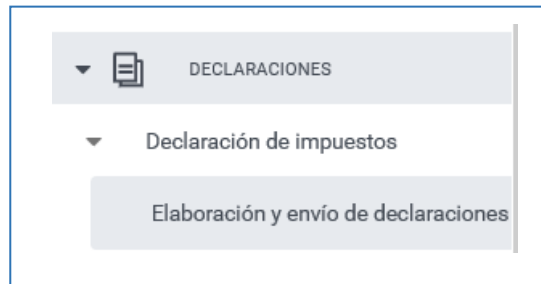 DECLARACIONES
Declaración de impuestos
Elaboración y envío de declaraciones